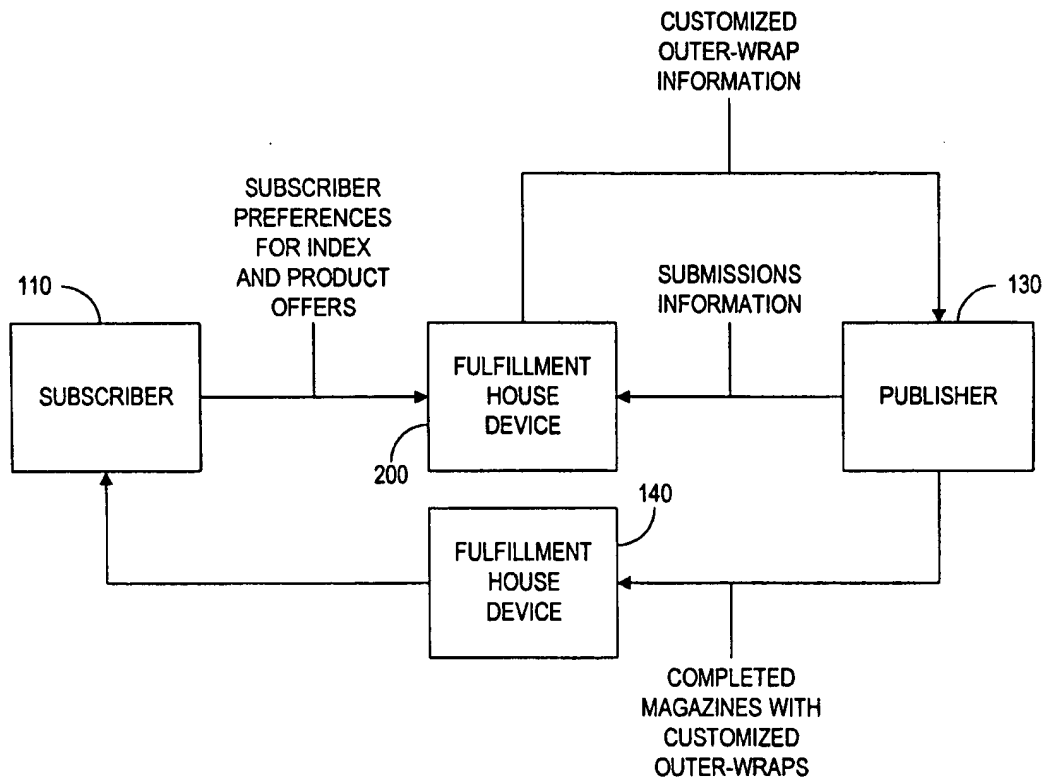 CUSTOMIZED
OUTER-WRAP
INFORMATION
SUBSCRIBER
PREFERENCES
FOR INDEX
AND PRODUCT
OFFERS
SUBMISSIONS
INFORMATION
110
130
SUBSCRIBER
FULFILLMENT
HOUSE
DEVICE
PUBLISHER
200
140
FULFILLMENT
HOUSE
DEVICE
COMPLETED
MAGAZINES WITH
CUSTOMIZED
OUTER-WRAPS